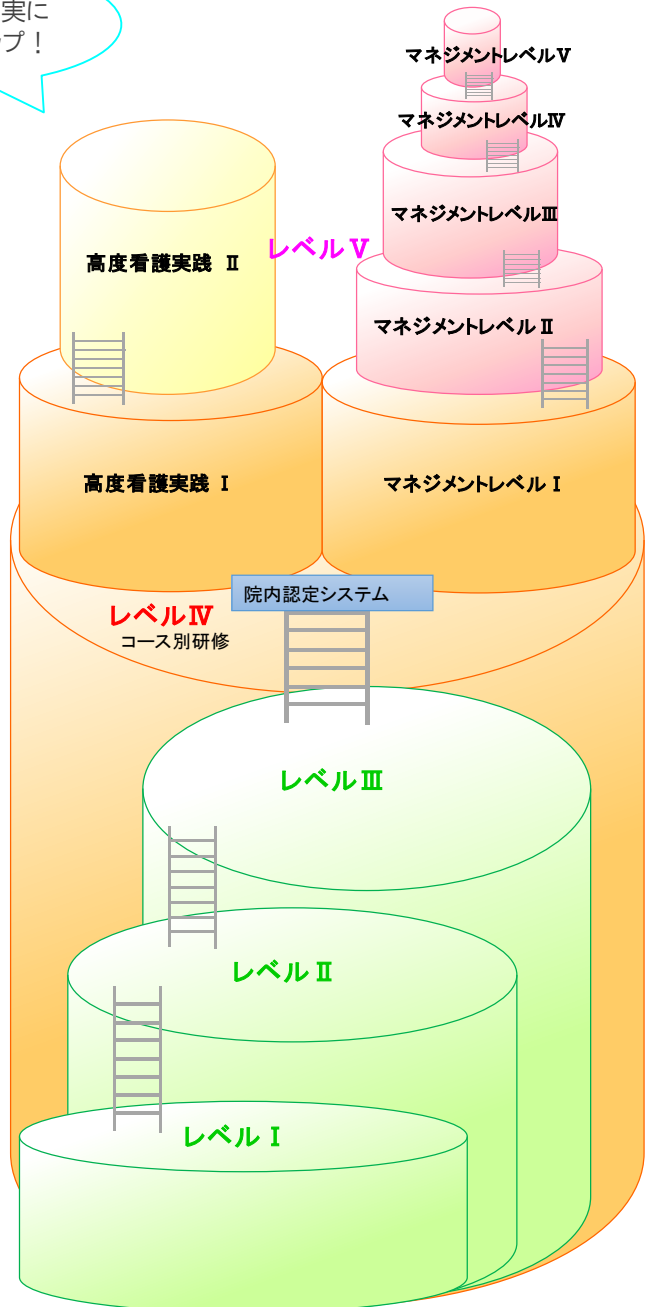 実に
プ！
マネジメントレベルⅤ
マネジメントレベルⅣ
マネジメントレベルⅢ
レベルⅤ
高度看護実践 Ⅱ
マネジメントレベルⅡ
高度看護実践 Ⅰ
マネジメントレベルⅠ
院内認定システム
レベルⅣ
コース別研修
レベルⅢ
レベルⅡ
レベルⅠ